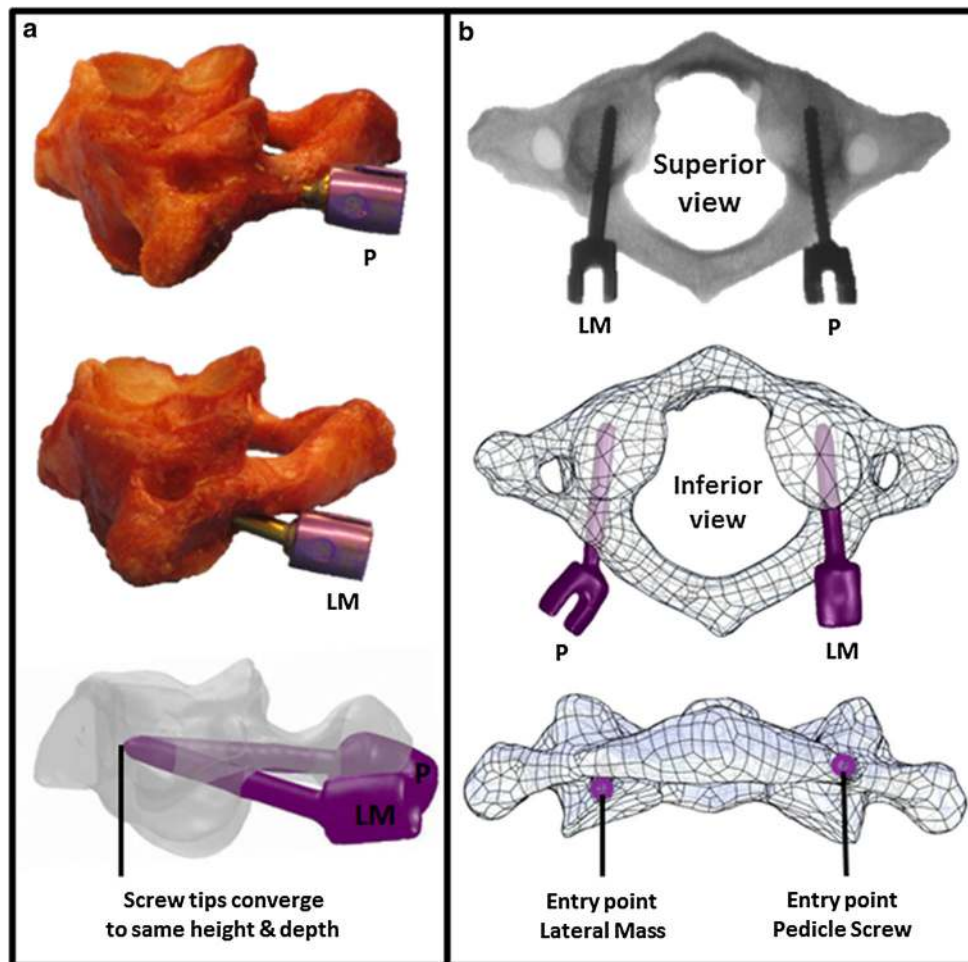 a
P
LM
LM
P
Screw tips converge
to same height & depth
b
Superior
view
LM
P
Inferior
view
P
LM
Entry point
Lateral Mass
Entry point
Pedicle Screw